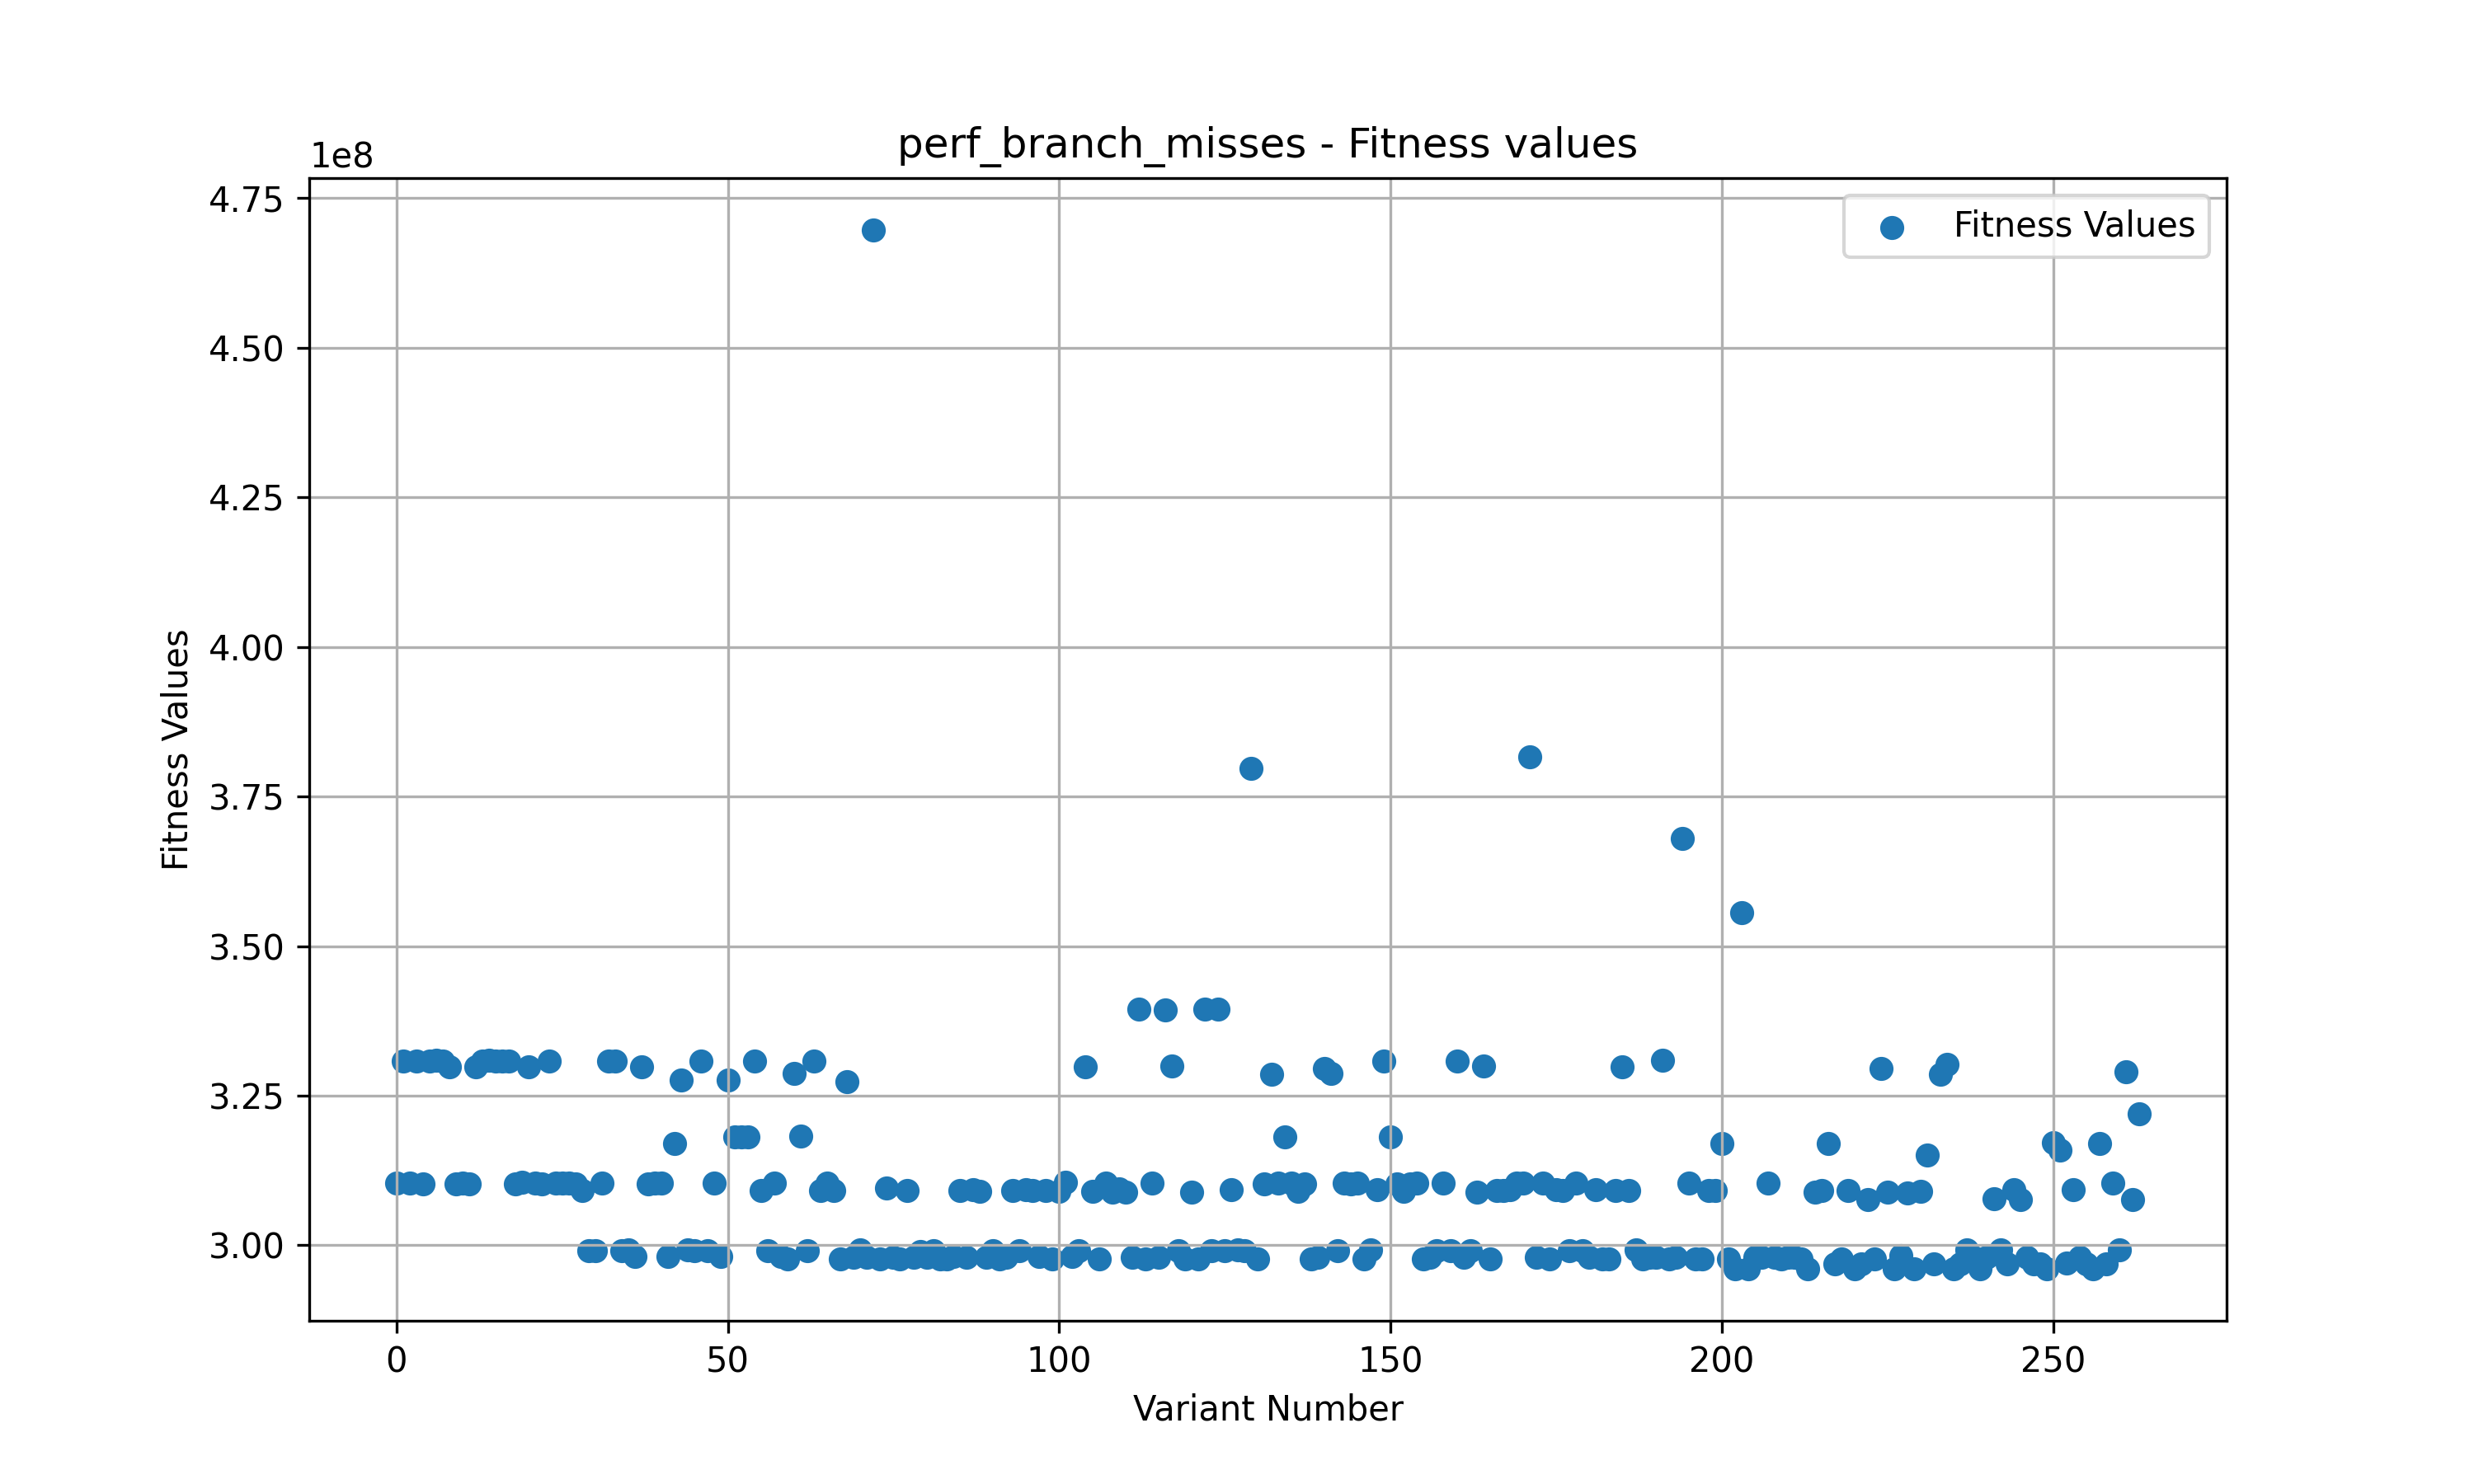 perf_branch_misses - Fitness values
1e8
4.75
4.50
4.25
4.00
3.75
3.50
3.25
3.00
Fitness Values
Fitness Values
0 50 100 150 200 250
Variant Number